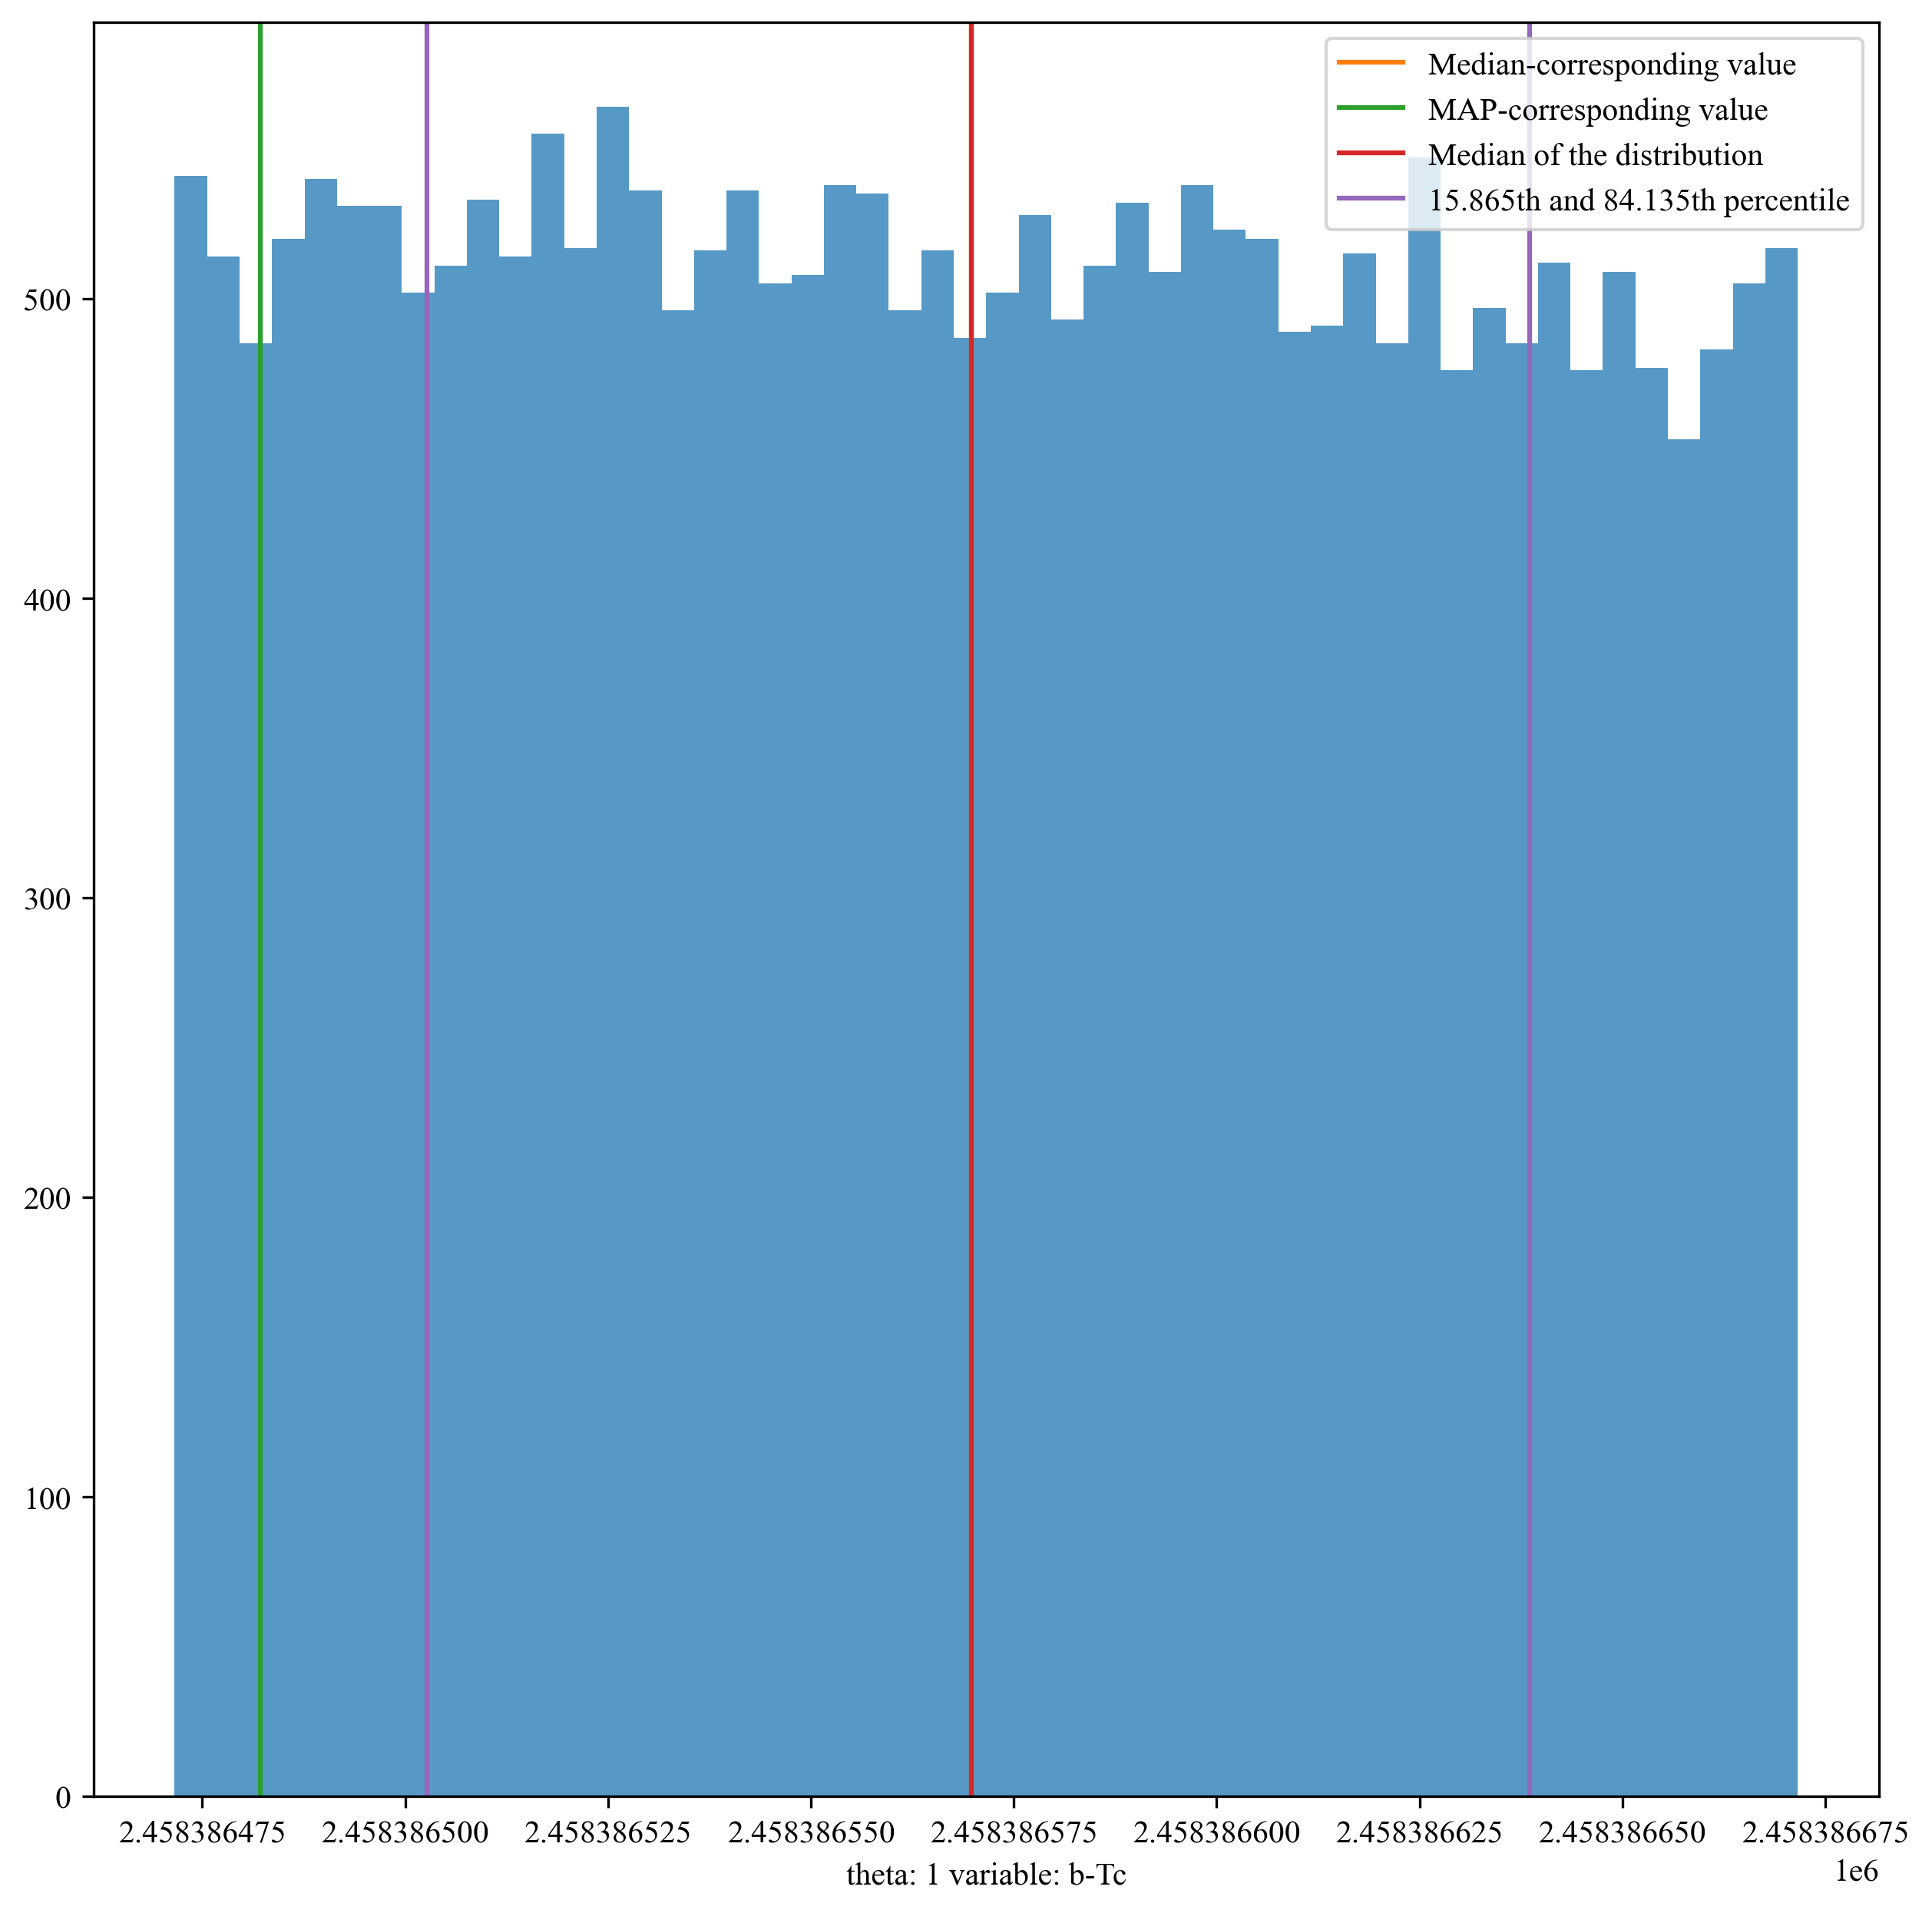 Median-corresponding value
MAP-corresponding value
Median of the distribution
15.865th and 84.135th percentile
500
400
300
200
100
0
2.458386475 2.458386500 2.458386525 2.458386550 2.458386575 2.458386600 2.458386625 2.458386650 2.458386675
theta: 1 variable: b-Tc
1e6